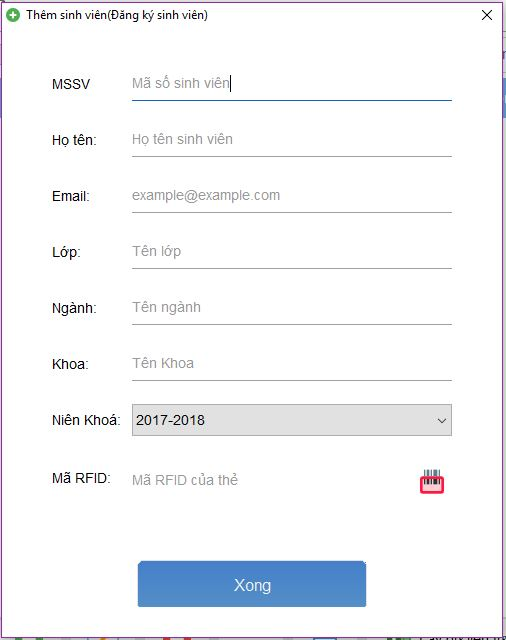 Thêm sinh viên(Đăng ký sinh viên)
MSSV Mã số sinh viên
Họ tên: Họ tên sinh viên
Email: example@example.com
Lớp: Tên lớp
Ngành: Tên ngành
Khoa: Tên Khoa
Niên Khoá: 2017-2018
Mã RFID: Mã RFID của thẻ
Xong